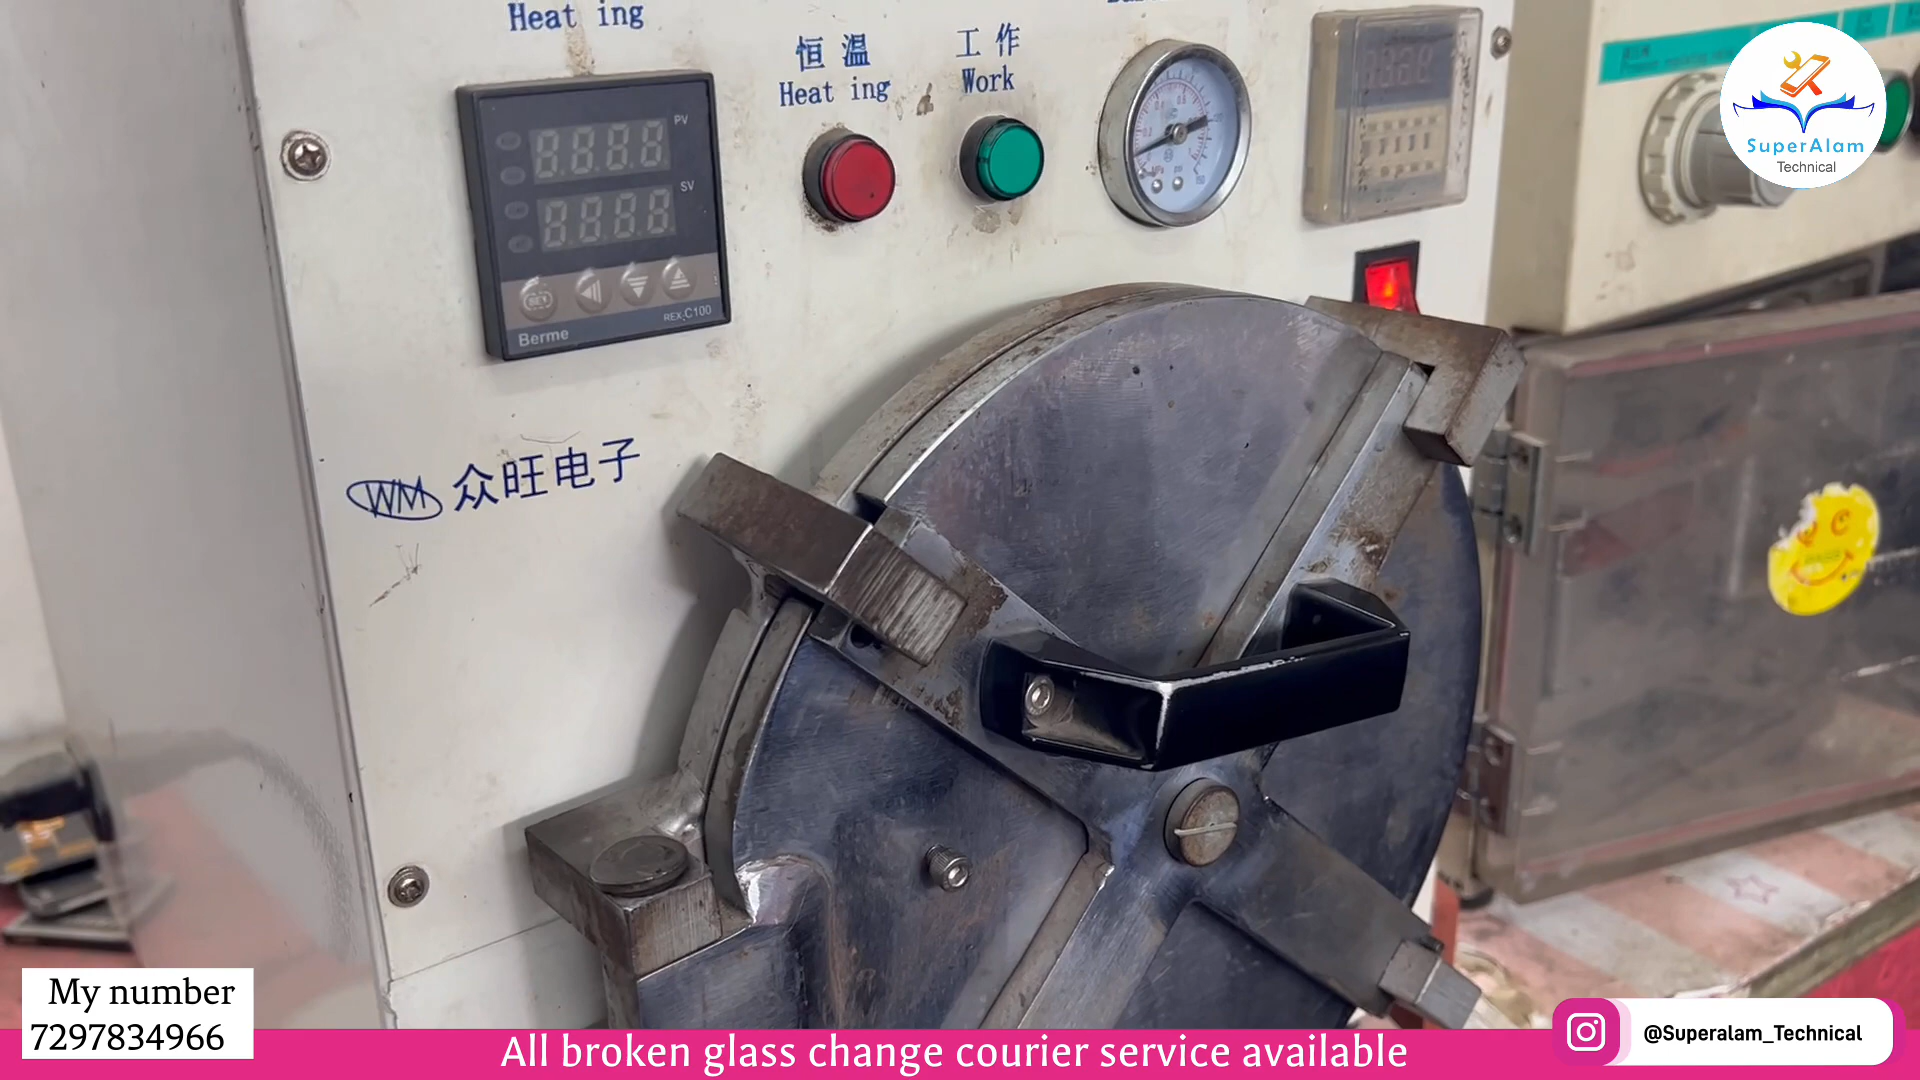 Heat ing
恒 温
Heat ing
工 作
Work
PV
SV
SET
REX-C100
Berme
WM 众旺电子
SuperAlam
Technical
My number
7297834966
All broken glass change courier service available
@Superalam_Technical